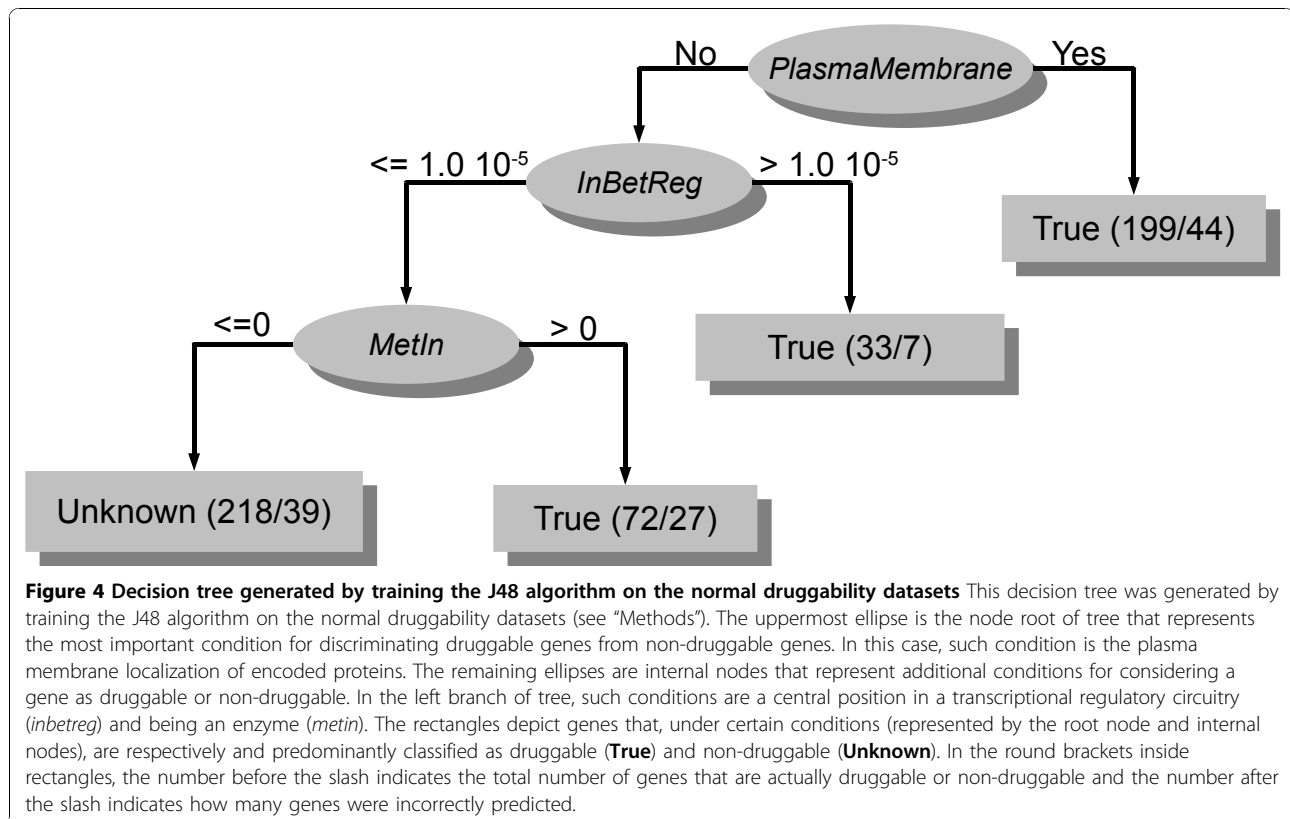 No
PlasmaMembrane
Yes
<= 1.0 10-5
InBetReg
> 1.0 10-5
True (199/44)
<=0
MetIn
> 0
True (33/7)
Unknown (218/39)
True (72/27)
Figure 4 Decision tree generated by training the J48 algorithm on the normal druggability datasets This decision tree was generated by
training the J48 algorithm on the normal druggability datasets (see “Methods”). The uppermost ellipse is the node root of tree that represents
the most important condition for discriminating druggable genes from non-druggable genes. In this case, such condition is the plasma
membrane localization of encoded proteins. The remaining ellipses are internal nodes that represent additional conditions for considering a
gene as druggable or non-druggable. In the left branch of tree, such conditions are a central position in a transcriptional regulatory circuitry
(inbetreg) and being an enzyme (metin). The rectangles depict genes that, under certain conditions (represented by the root node and internal
nodes), are respectively and predominantly classified as druggable (True) and non-druggable (Unknown). In the round brackets inside
rectangles, the number before the slash indicates the total number of genes that are actually druggable or non-druggable and the number after
the slash indicates how many genes were incorrectly predicted.